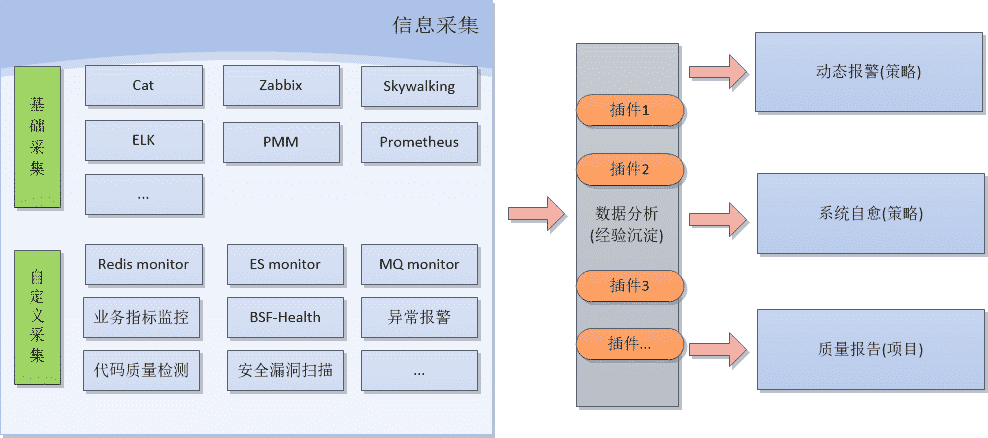 信息采集
基础采集
Cat
Zabbix
Skywalking
ELK
PMM
Prometheus
...
自定义采集
Redis monitor
ES monitor
MQ monitor
业务指标监控
BSF-Health
异常报警
代码质量检测
安全漏洞扫描
...
插件1
插件2
数据分析
(经验沉淀)
插件3
插件...
动态报警(策略)
系统自愈(策略)
质量报告(项目)